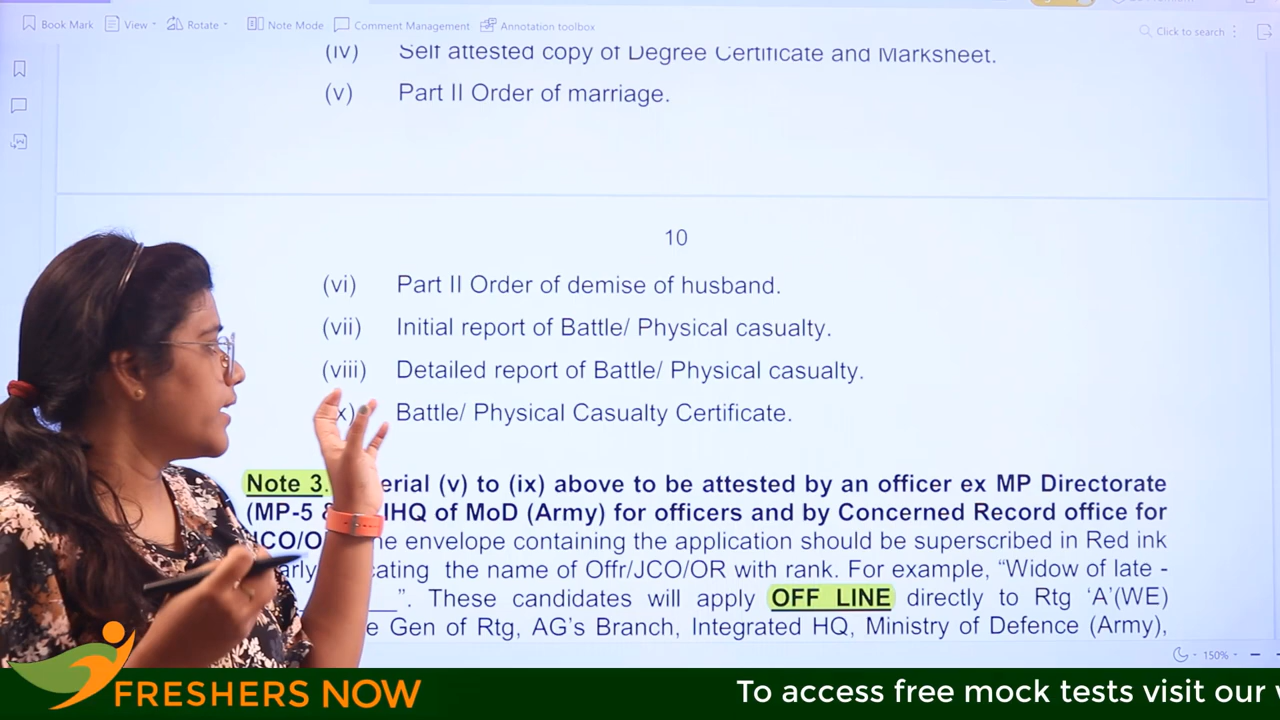 Book Mark View Rotate Note Mode Comment Management Annotation toolbox Click to search
(iv) Self attested copy of Degree Certificate and Marksheet.
(v) Part II Order of marriage.
10
(vi) Part II Order of demise of husband.
(vii) Initial report of Battle/ Physical casualty.
(viii) Detailed report of Battle/ Physical casualty.
x) Battle/ Physical Casualty Certificate.
Note 3. erial (v) to (ix) above to be attested by an officer ex MP Directorate
(MP-5 & IHQ of MoD (Army) for officers and by Concerned Record office for
JCO/O ne envelope containing the application should be superscribed in Red ink
arly cating the name of Offr/JCO/OR with rank. For example, “Widow of late -
____”. These candidates will apply OFF LINE directly to Rtg ‘A’(WE)
e Gen of Rtg, AG’s Branch, Integrated HQ, Ministry of Defence (Army),
150%
FRESHERS NOW
To access free mock tests visit our